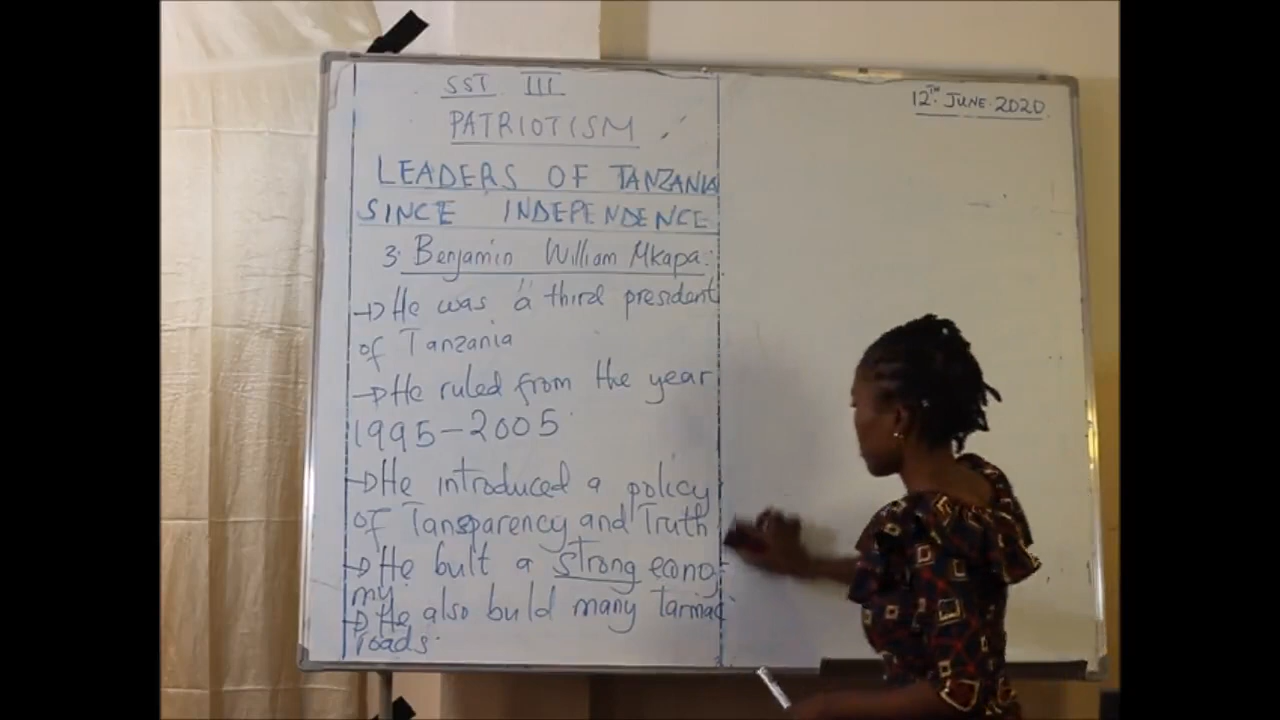 SST III
PATRIOTISM
LEADERS OF TANZANIA
SINCE INDEPENDENCE
3. Benjamin William Mkapa:
→ He was a third president
of Tanzania
→ He ruled from the year
1995-2005
→ He introduced a policy
of Tansparency and Truth
→ He bult a strong econo-
my.
→ He also buld many tarmac
roads.
12TH JUNE 2020